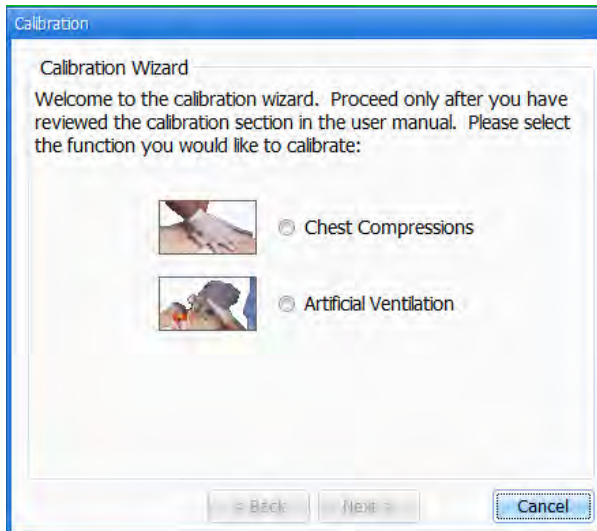 Calibration
Calibration Wizard
Welcome to the calibration wizard. Proceed only after you have
reviewed the calibration section in the user manual. Please select
the function you would like to calibrate:
Chest Compressions
Artificial Ventilation
< Back Next > Cancel